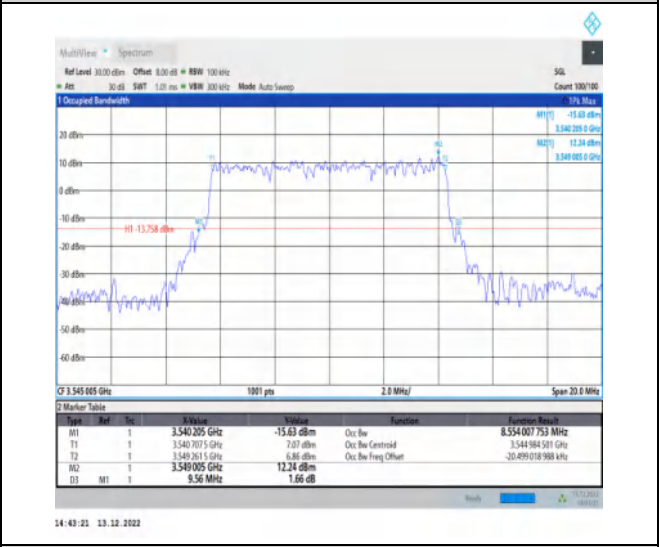 MultiView Spectrum
Ref Level 30.00 dBm Offset 8.00 dB RBW 100 kHz SGL
Att 30 dB SWT 1.01 ms VBW 300 kHz Mode Auto Sweep Count 100/100
1 Occupied Bandwidth 1Pk Max
M1[1] -15.63 dBm
3.540 205 0 GHz
M2[1] 12.24 dBm
3.549 005 0 GHz
20 dBm
M2
T1 T2
10 dBm
0 dBm
-10 dBm
M1 D3
H1 -13.758 dBm
-20 dBm
-30 dBm
-40 dBm
-50 dBm
-60 dBm
CF 3.545 005 GHz 1001 pts 2.0 MHz/ Span 20.0 MHz
2 Marker Table
Type Ref Trc X-Value Y-Value Function Function Result
M1 1 3.540 205 GHz -15.63 dBm Occ Bw 8.554 007 753 MHz
T1 1 3.540 707 5 GHz 7.07 dBm Occ Bw Centroid 3.544 984 501 GHz
T2 1 3.549 261 5 GHz 6.86 dBm Occ Bw Freq Offset -20.499 018 988 kHz
M2 1 3.549 005 GHz 12.24 dBm
D3 M1 1 9.56 MHz 1.66 dB
Ready 13.12.2022
14:43:21 13.12.2022